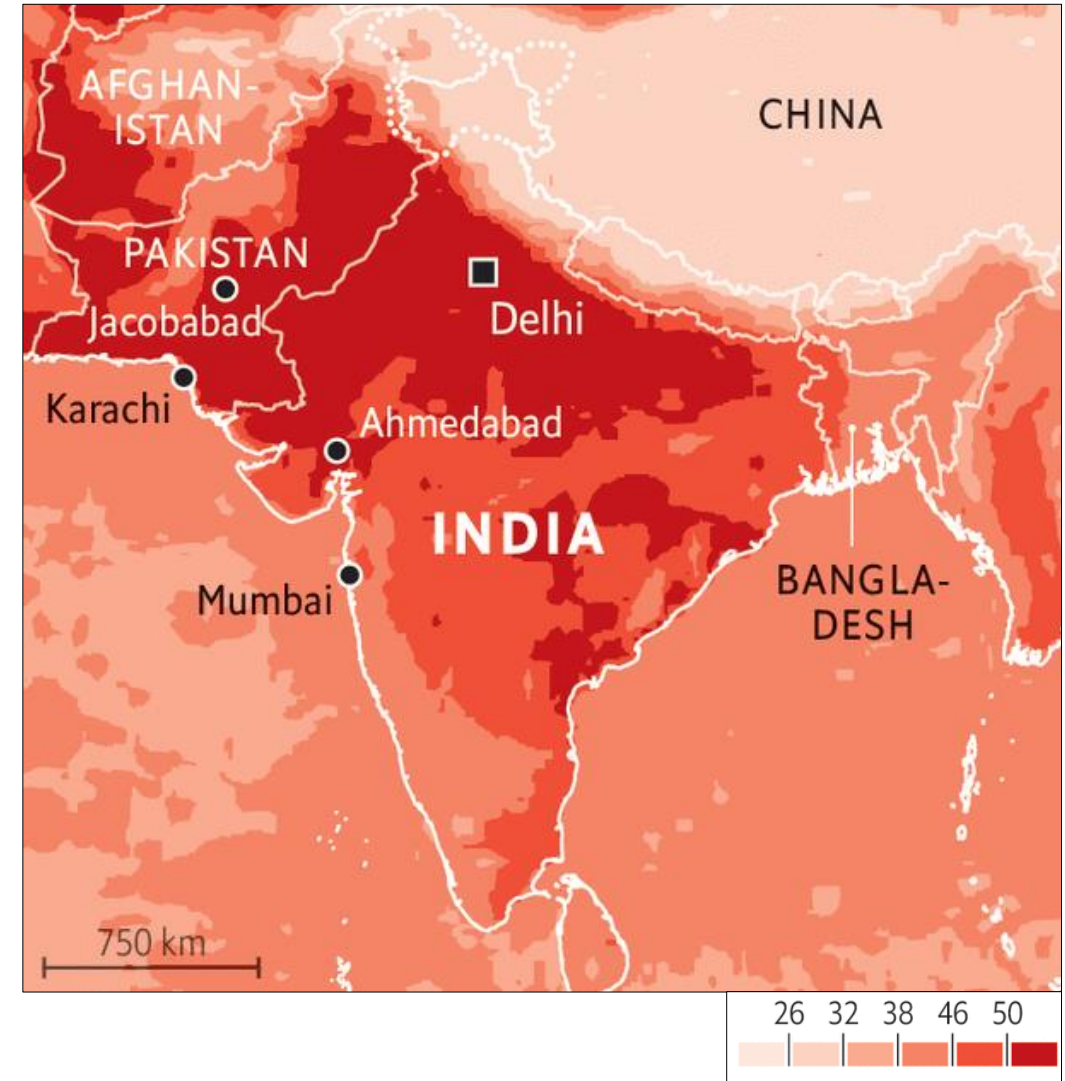 AFGHAN-
ISTAN
CHINA
PAKISTAN
Jacobabad
Delhi
Karachi
Ahmedabad
INDIA
Mumbai
BANGLA-
DESH
750 km
26 32 38 46 50